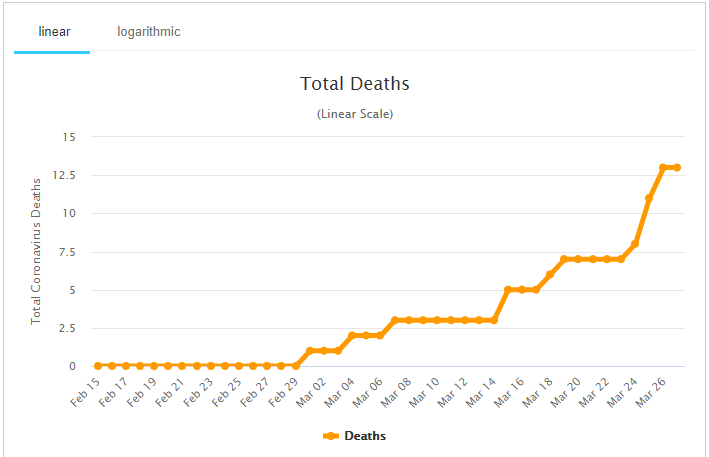 linear logarithmic
Total Deaths
(Linear Scale)
Total Coronavirus Deaths
15
12.5
10
7.5
5
2.5
0
Feb 15 Feb 17 Feb 19 Feb 21 Feb 23 Feb 25 Feb 27 Feb 29 Mar 02 Mar 04 Mar 06 Mar 08 Mar 10 Mar 12 Mar 14 Mar 16 Mar 18 Mar 20 Mar 22 Mar 24 Mar 26
Deaths